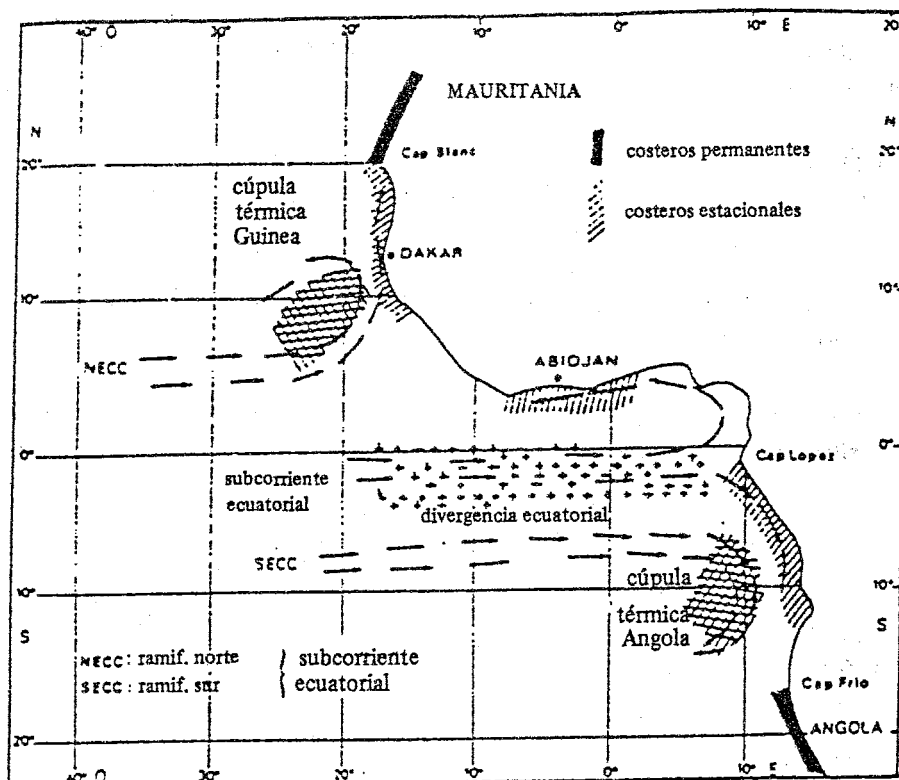 40° O
30°
20°
10°
0°
10° E
20°
MAURITANIA
N
20°
Cap Blanc
N
20°
costeros permanentes
cúpula
térmica
Guinea
costeros estacionales
DAKAR
10°
10°
NECC
ABIDJAN
0°
0°
Cap Lopez
subcorriente
ecuatorial
divergencia ecuatorial
SECC
cúpula
térmica
Angola
10°
S
10°
S
NECC: ramif. norte
SECC: ramif. sur
subcorriente
ecuatorial
Cap Frio
ANGOLA
20°
20°
40° O
30°
20°
10°
0°
10° E